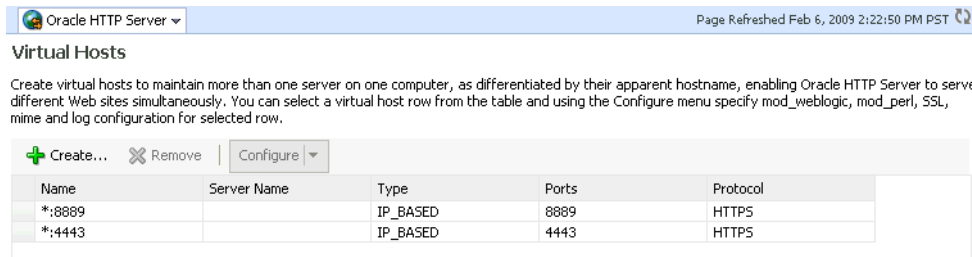 Oracle HTTP Server
Page Refreshed Feb 6, 2009 2:22:50 PM PST
Virtual Hosts
Create virtual hosts to maintain more than one server on one computer, as differentiated by their apparent hostname, enabling Oracle HTTP Server to serve
different Web sites simultaneously. You can select a virtual host row from the table and using the Configure menu specify mod_weblogic, mod_perl, SSL,
mime and log configuration for selected row.
Create... Remove Configure
Name Server Name Type Ports Protocol
*:8889 IP_BASED 8889 HTTPS
*:4443 IP_BASED 4443 HTTPS